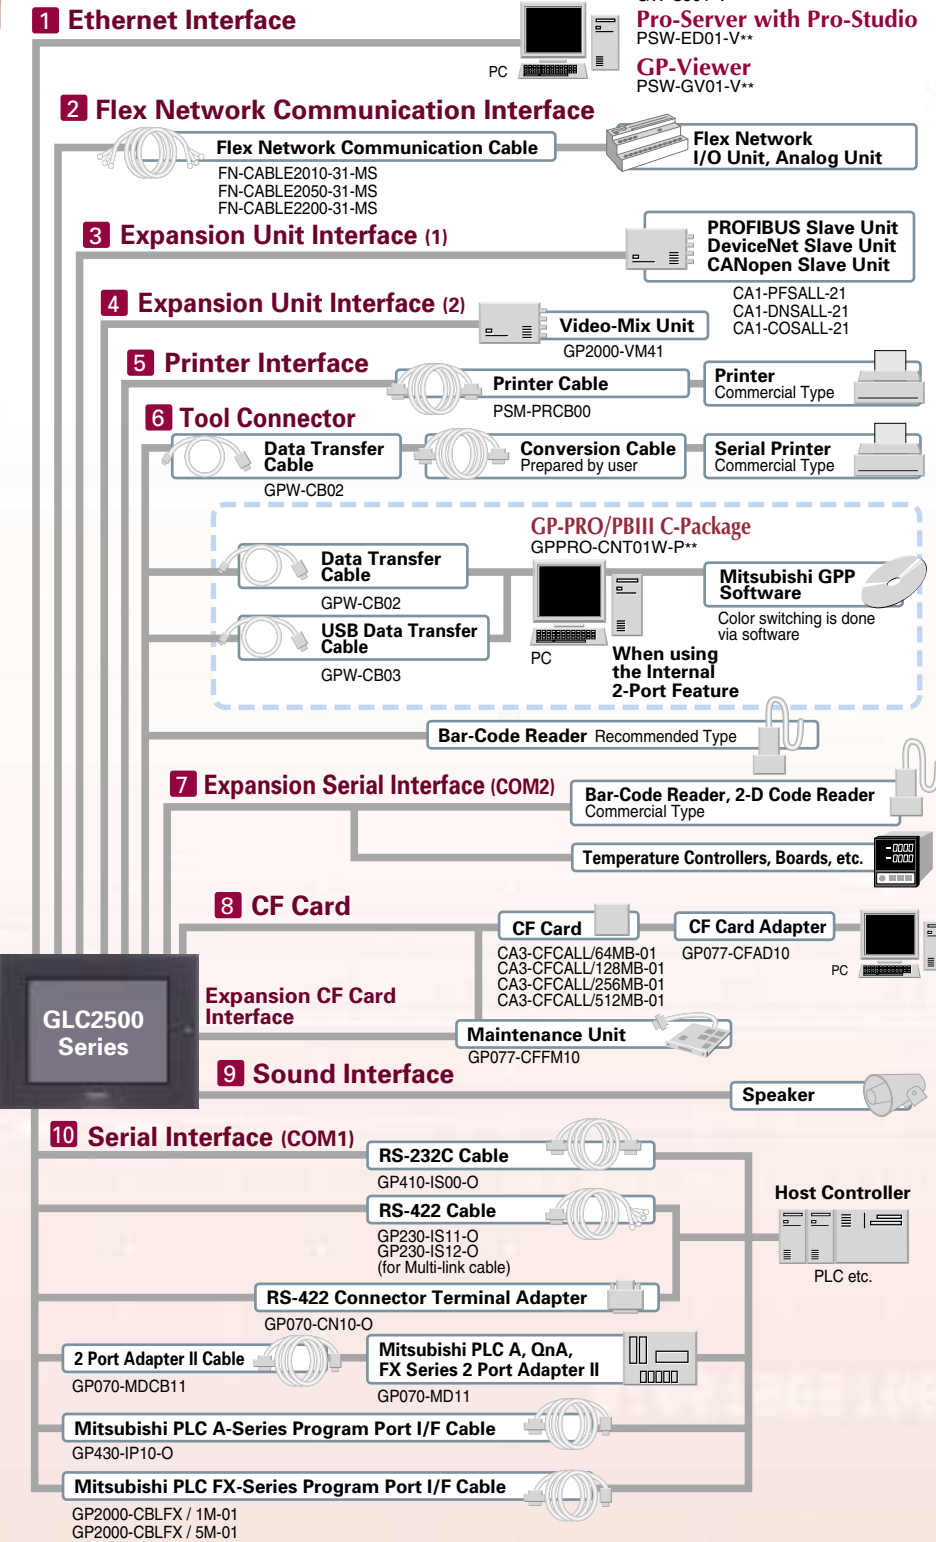 1 Ethernet Interface
Pro-Server with Pro-Studio
PSW-ED01-V**
PC
GP-Viewer
PSW-GV01-V**
2 Flex Network Communication Interface
Flex Network Communication Cable
FN-CABLE2010-31-MS
FN-CABLE2050-31-MS
FN-CABLE2200-31-MS
Flex Network
I/O Unit, Analog Unit
3 Expansion Unit Interface (1)
PROFIBUS Slave Unit
DeviceNet Slave Unit
CANopen Slave Unit
CA1-PFSALL-21
CA1-DNSALL-21
CA1-COSALL-21
4 Expansion Unit Interface (2)
Video-Mix Unit
GP2000-VM41
5 Printer Interface
Printer Cable
PSM-PRCB00
Printer
Commercial Type
6 Tool Connector
Data Transfer
Cable
GPW-CB02
Conversion Cable
Prepared by user
Serial Printer
Commercial Type
GP-PRO/PBIII C-Package
GPPRO-CNT01W-P**
Data Transfer
Cable
GPW-CB02
USB Data Transfer
Cable
GPW-CB03
PC
Mitsubishi GPP
Software
Color switching is done
via software
When using
the Internal
2-Port Feature
Bar-Code Reader Recommended Type
7 Expansion Serial Interface (COM2)
Bar-Code Reader, 2-D Code Reader
Commercial Type
Temperature Controllers, Boards, etc.
-0000
-0000
8 CF Card
CF Card
CA3-CFCALL/64MB-01
CA3-CFCALL/128MB-01
CA3-CFCALL/256MB-01
CA3-CFCALL/512MB-01
CF Card Adapter
GP077-CFAD10
PC
Expansion CF Card
Interface
Maintenance Unit
GP077-CFFM10
GLC2500
Series
9 Sound Interface
Speaker
10 Serial Interface (COM1)
RS-232C Cable
GP410-IS00-O
RS-422 Cable
GP230-IS11-O
GP230-IS12-O
(for Multi-link cable)
Host Controller
PLC etc.
RS-422 Connector Terminal Adapter
GP070-CN10-O
2 Port Adapter II Cable
GP070-MDCB11
Mitsubishi PLC A, QnA,
FX Series 2 Port Adapter II
GP070-MD11
Mitsubishi PLC A-Series Program Port I/F Cable
GP430-IP10-O
Mitsubishi PLC FX-Series Program Port I/F Cable
GP2000-CBLFX / 1M-01
GP2000-CBLFX / 5M-01